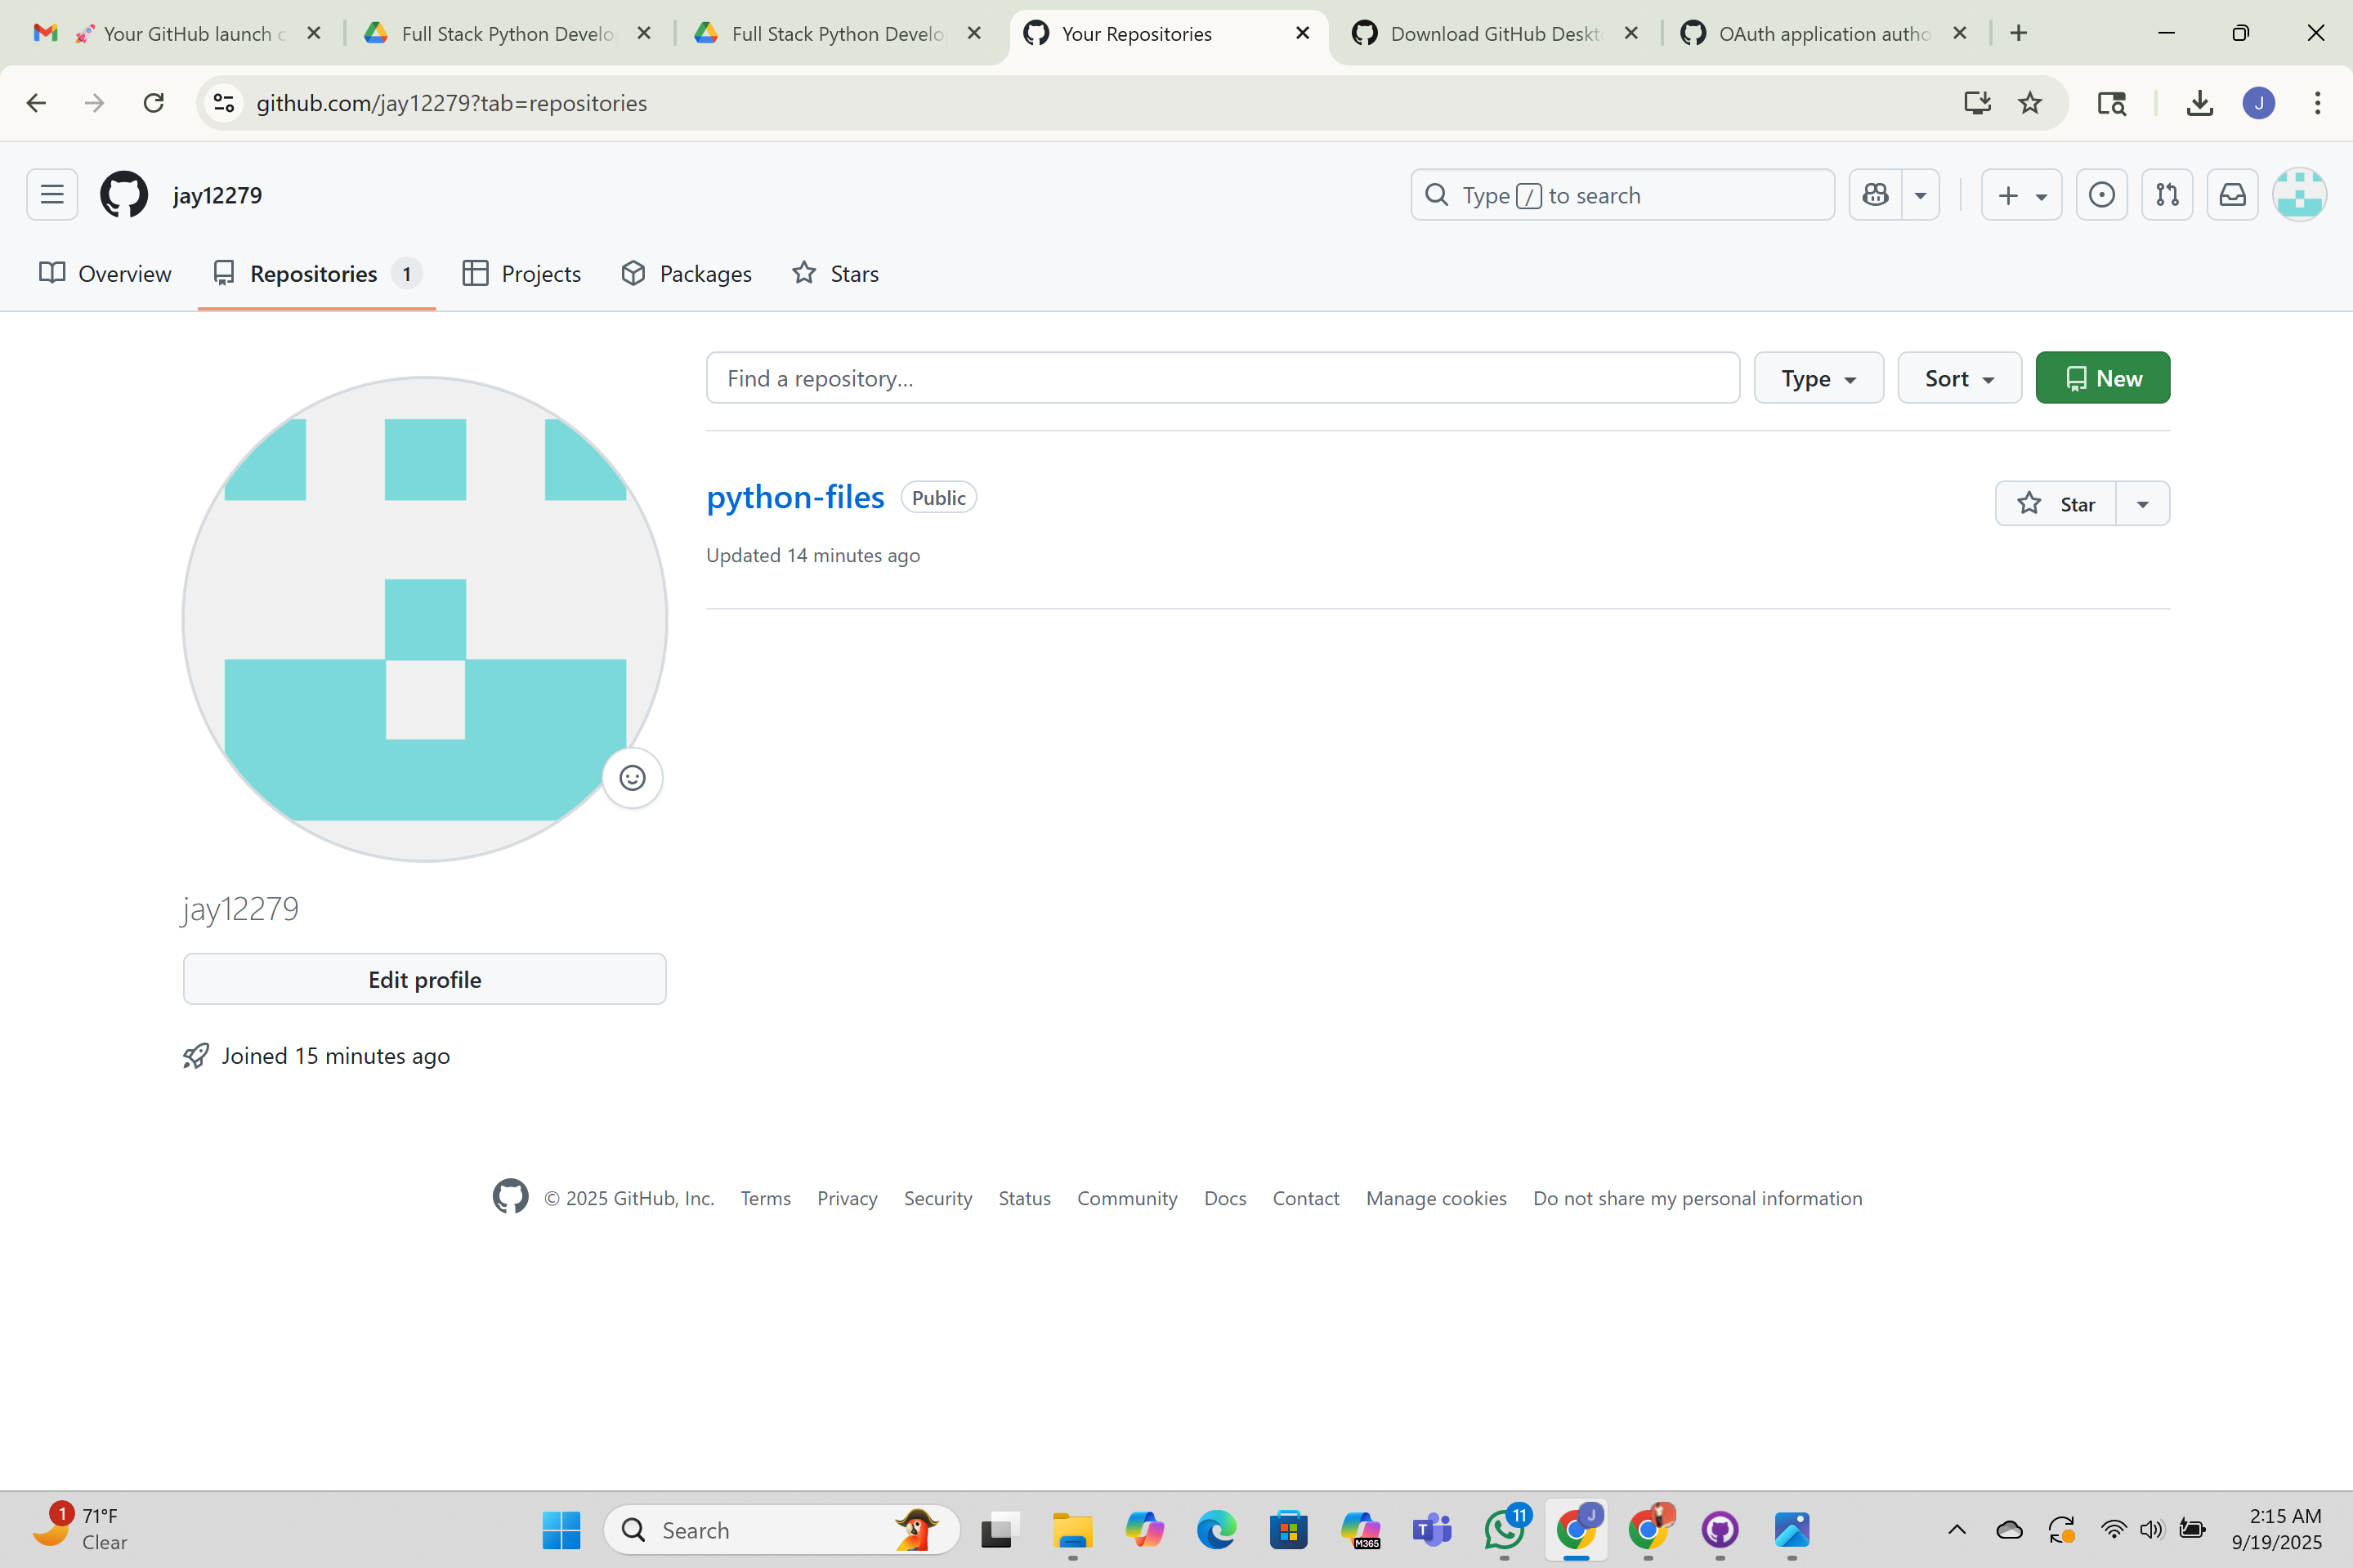 🚀 Your GitHub launch
Full Stack Python Develo
Full Stack Python Develo
Your Repositories
Download GitHub Deskt
OAuth application autho
github.com/jay12279?tab=repositories
J
jay12279
Type / to search
Overview
Repositories 1
Projects
Packages
Stars
Find a repository...
Type
Sort
New
python-files
Public
Star
Updated 14 minutes ago
jay12279
Edit profile
Joined 15 minutes ago
© 2025 GitHub, Inc.
Terms
Privacy
Security
Status
Community
Docs
Contact
Manage cookies
Do not share my personal information
1
71°F
Clear
Search
M365
T
11
J
2:15 AM
9/19/2025